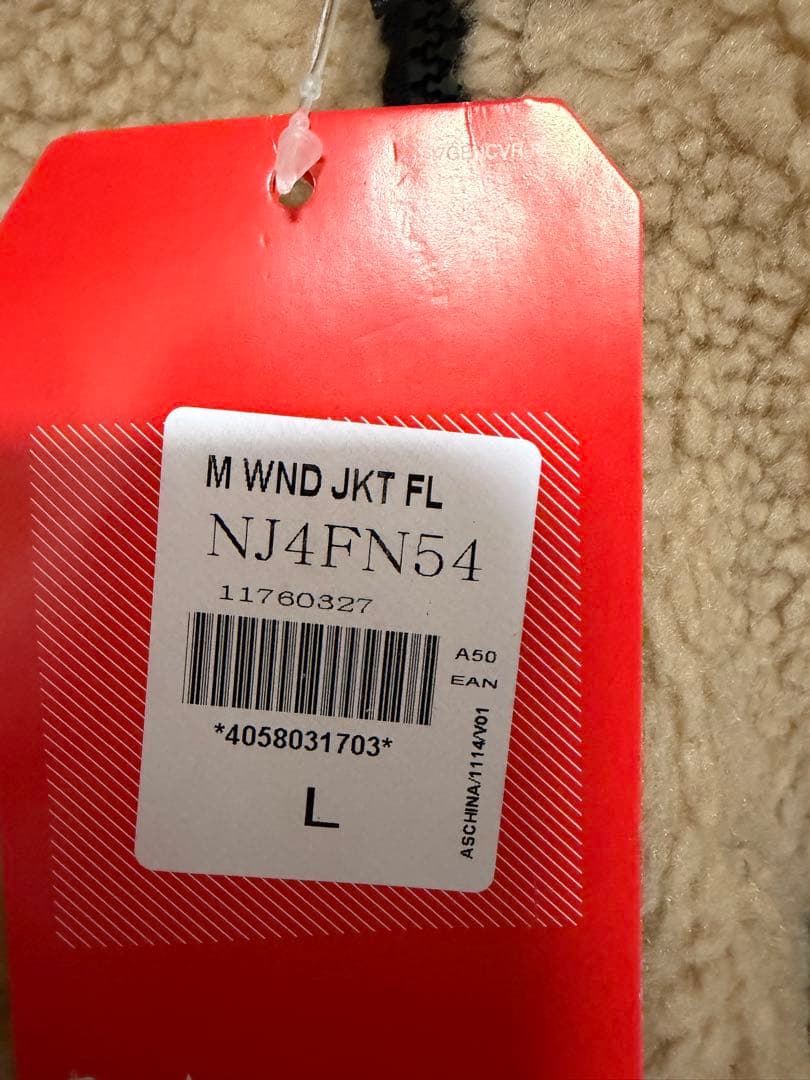 M WND JKT FL
NJ4FN54
11760327
A50
EAN
*4058031703*
L
ASCHINA/1114/V01